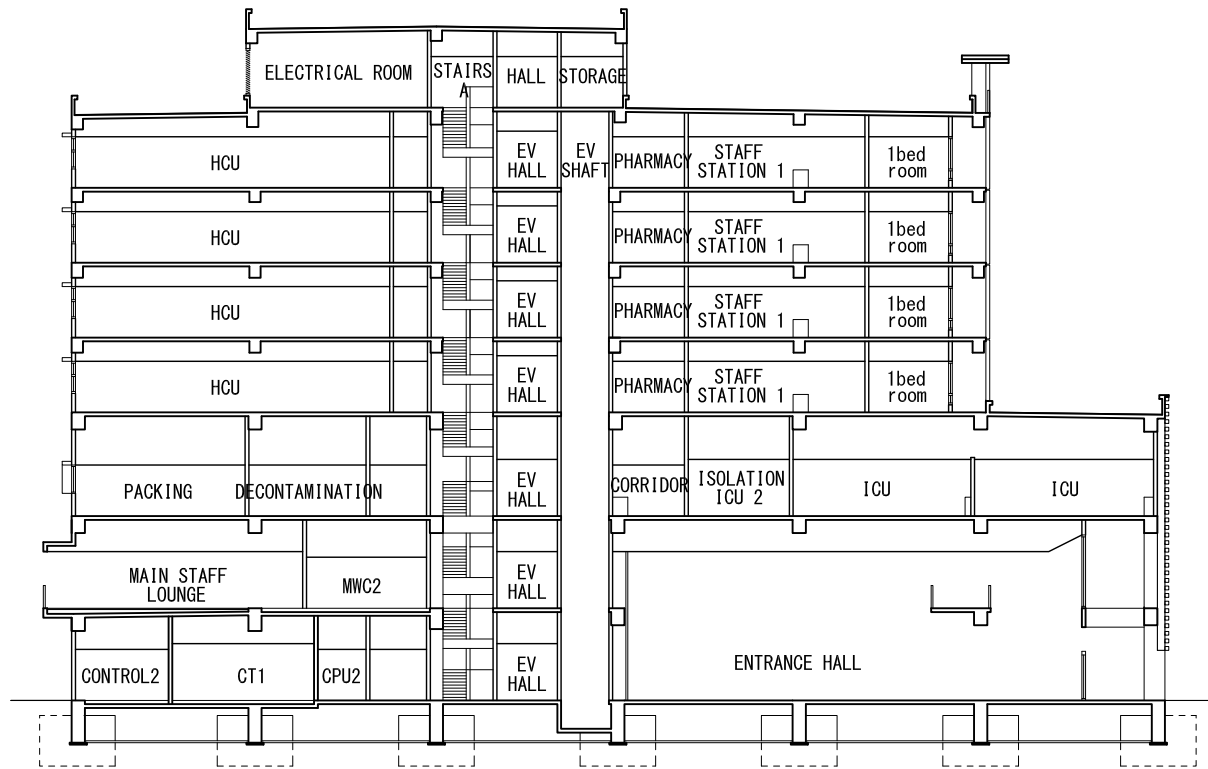 ELECTRICAL ROOM
STAIRS
A
HALL
STORAGE
HCU
EV
HALL
EV
SHAFT
PHARMACY
STAFF
STATION 1
1bed
room
HCU
EV
HALL
PHARMACY
STAFF
STATION 1
1bed
room
HCU
EV
HALL
PHARMACY
STAFF
STATION 1
1bed
room
HCU
EV
HALL
PHARMACY
STAFF
STATION 1
1bed
room
PACKING
DECONTAMINATION
EV
HALL
CORRIDOR
ISOLATION
ICU 2
ICU
ICU
MAIN STAFF
LOUNGE
MWC2
EV
HALL
CONTROL2
CT1
CPU2
EV
HALL
ENTRANCE HALL